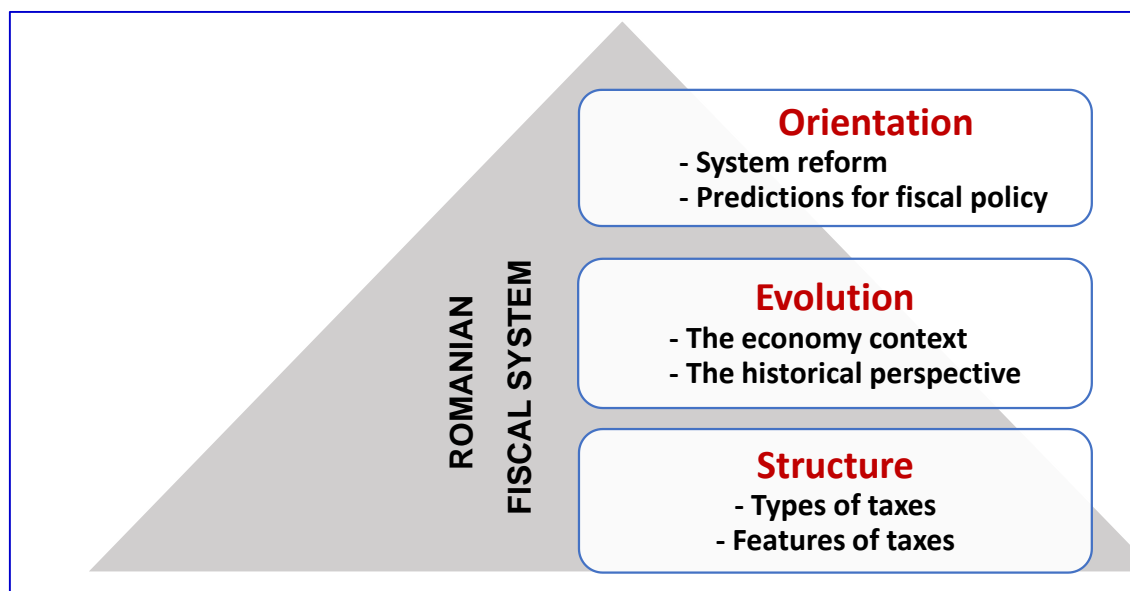 Orientation
- System reform
- Predictions for fiscal policy
ROMANIAN
FISCAL SYSTEM
Evolution
- The economy context
- The historical perspective
Structure
- Types of taxes
- Features of taxes